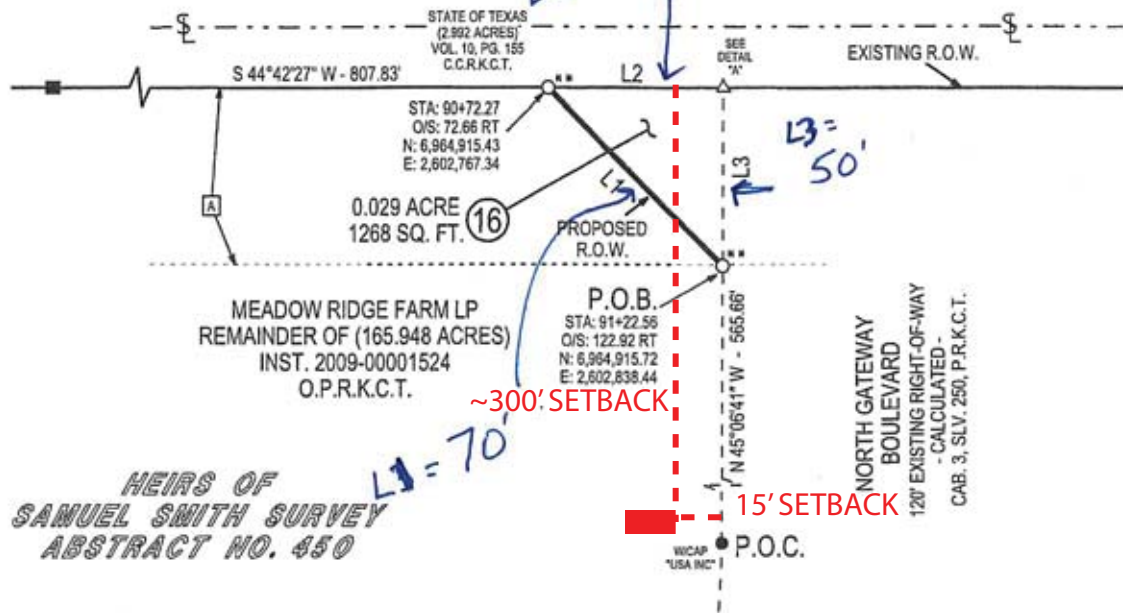 STATE OF TEXAS
(2.992 ACRES)
VOL. 10, PG. 155
C.C.R.K.C.T.
SEE
DETAIL
"A"
EXISTING R.O.W.
S 44°42'27" W - 807.83'
L2
STA: 90+72.27
O/S: 72.66 RT
N: 6,964,915.43
E: 2,602,767.34
L3 =
50'
L3
L1
A
0.029 ACRE
1268 SQ. FT.
16
PROPOSED
R.O.W.
MEADOW RIDGE FARM LP
REMAINDER OF (165.948 ACRES)
INST. 2009-00001524
O.P.R.K.C.T.
P.O.B.
STA: 91+22.56
O/S: 122.92 RT
N: 6,964,915.72
E: 2,602,838.44
~300' SETBACK
N 45°06'41" W - 565.66'
NORTH GATEWAY
BOULEVARD
120' EXISTING RIGHT-OF-WAY
- CALCULATED -
CAB. 3, SLV. 250, P.R.K.C.T.
L1 = 70'
HEIRS OF
SAMUEL SMITH SURVEY
ABSTRACT NO. 450
15' SETBACK
W/CAP
"USA INC"
P.O.C.